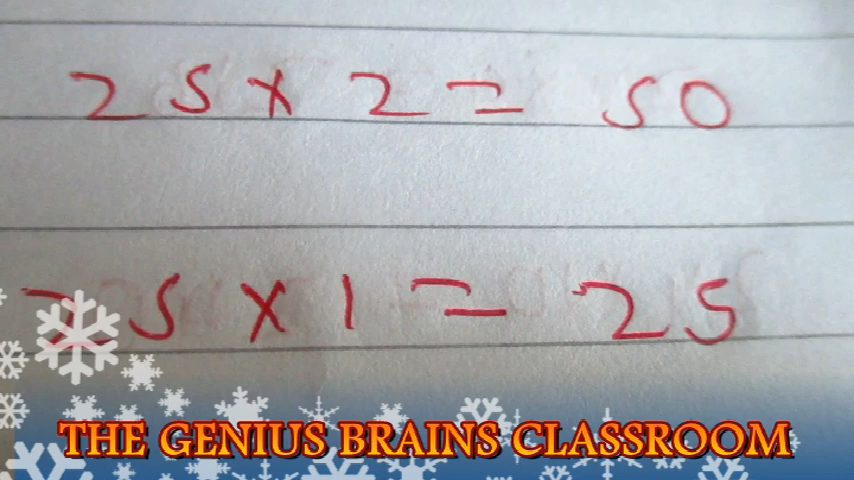 25 × 2 = 50
25 × 1 = 25
THE GENIUS BRAINS CLASSROOM